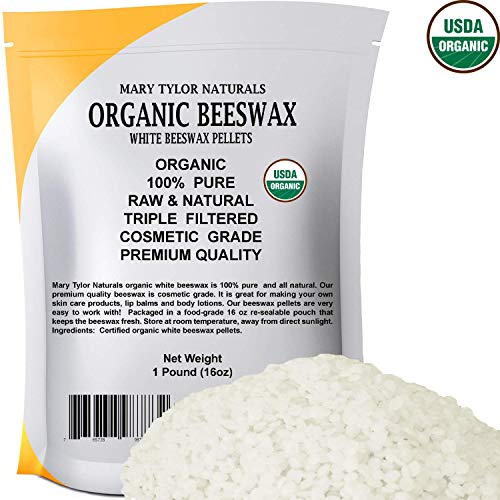 USDA
ORGANIC
MARY TYLOR NATURALS
ORGANIC BEESWAX
WHITE BEESWAX PELLETS
ORGANIC
100% PURE
RAW & NATURAL
TRIPLE FILTERED
COSMETIC GRADE
PREMIUM QUALITY
USDA
ORGANIC
Mary Tylor Naturals organic white beeswax is 100% pure and all natural. Our
premium quality beeswax is cosmetic grade. It is great for making your own
skin care products, lip balms and body lotions. Our beeswax pellets are very
easy to work with! Packaged in a food-grade 16 oz re-sealable pouch that
keeps the beeswax fresh. Store at room temperature, away from direct sunlight.
Ingredients: Certified organic white beeswax pellets.
Net Weight
1 Pound (16oz)